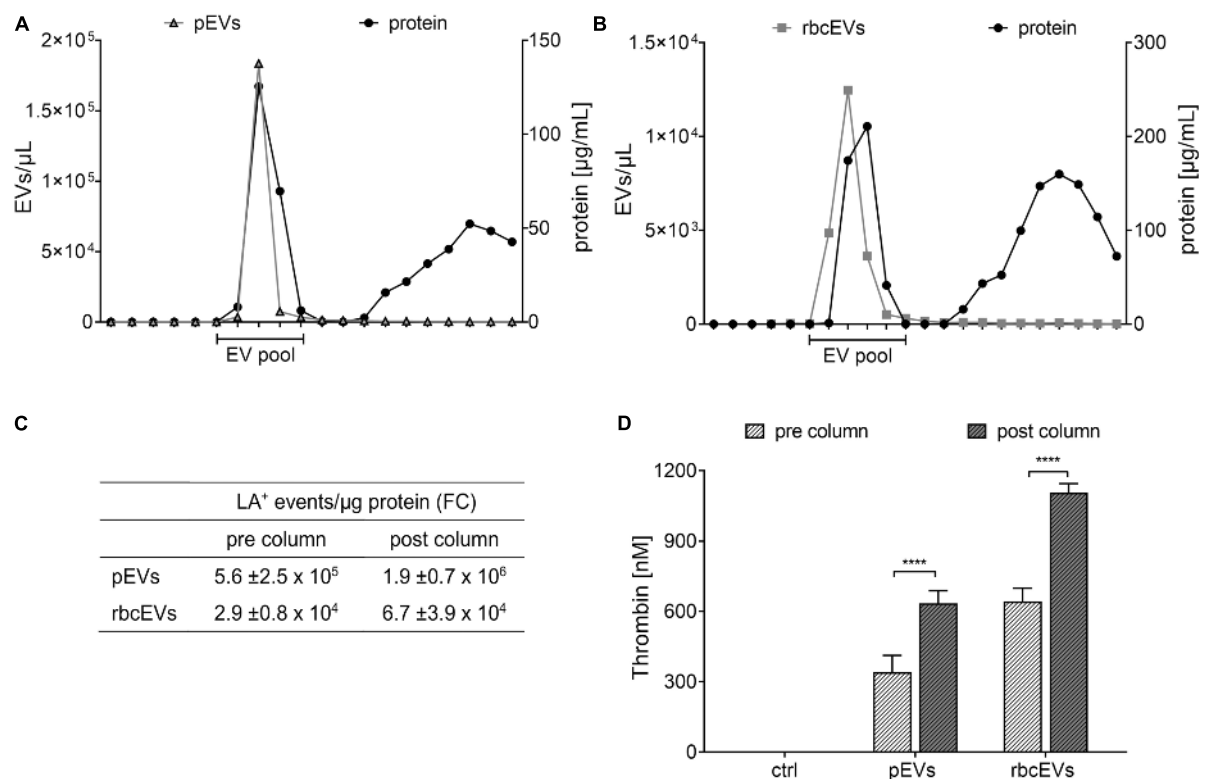 A
pEVs protein
2×10⁵
1.5×10⁵
1×10⁵
5×10⁴
0
EVs/µL
150
100
50
0
protein [µg/mL]
EV pool
B
rbcEVs protein
1.5×10⁴
1×10⁴
5×10³
0
EVs/µL
300
200
100
0
protein [µg/mL]
EV pool
C
LA⁺ events/µg protein (FC)
pre column post column
pEVs 5.6 ±2.5 x 10⁵ 1.9 ±0.7 x 10⁶
rbcEVs 2.9 ±0.8 x 10⁴ 6.7 ±3.9 x 10⁴
D
pre column post column
1200
900
600
300
0
Thrombin [nM]
****
****
ctrl pEVs rbcEVs